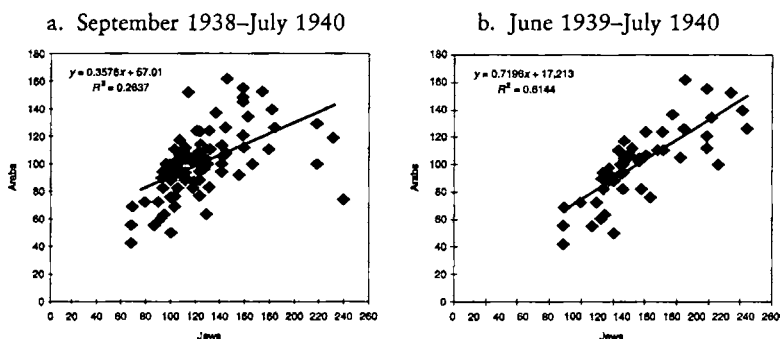 a. September 1938–July 1940
b. June 1939–July 1940
180
160
140
120
100
80
60
40
20
0
Arabs
y = 0.3576x + 67.01
R² = 0.2637
0 20 40 60 80 100 120 140 160 180 200 220 240 260
Jews
180
160
140
120
100
80
60
40
20
0
Arabs
y = 0.7196x + 17,213
R² = 0.6144
0 20 40 60 80 100 120 140 160 180 200 220 240 260
Jews